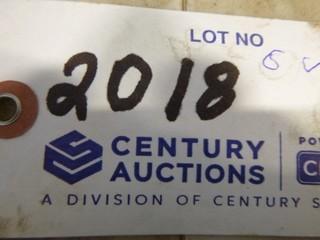 LOT NO
2018
CENTURY
AUCTIONS
A DIVISION OF CENTURY S